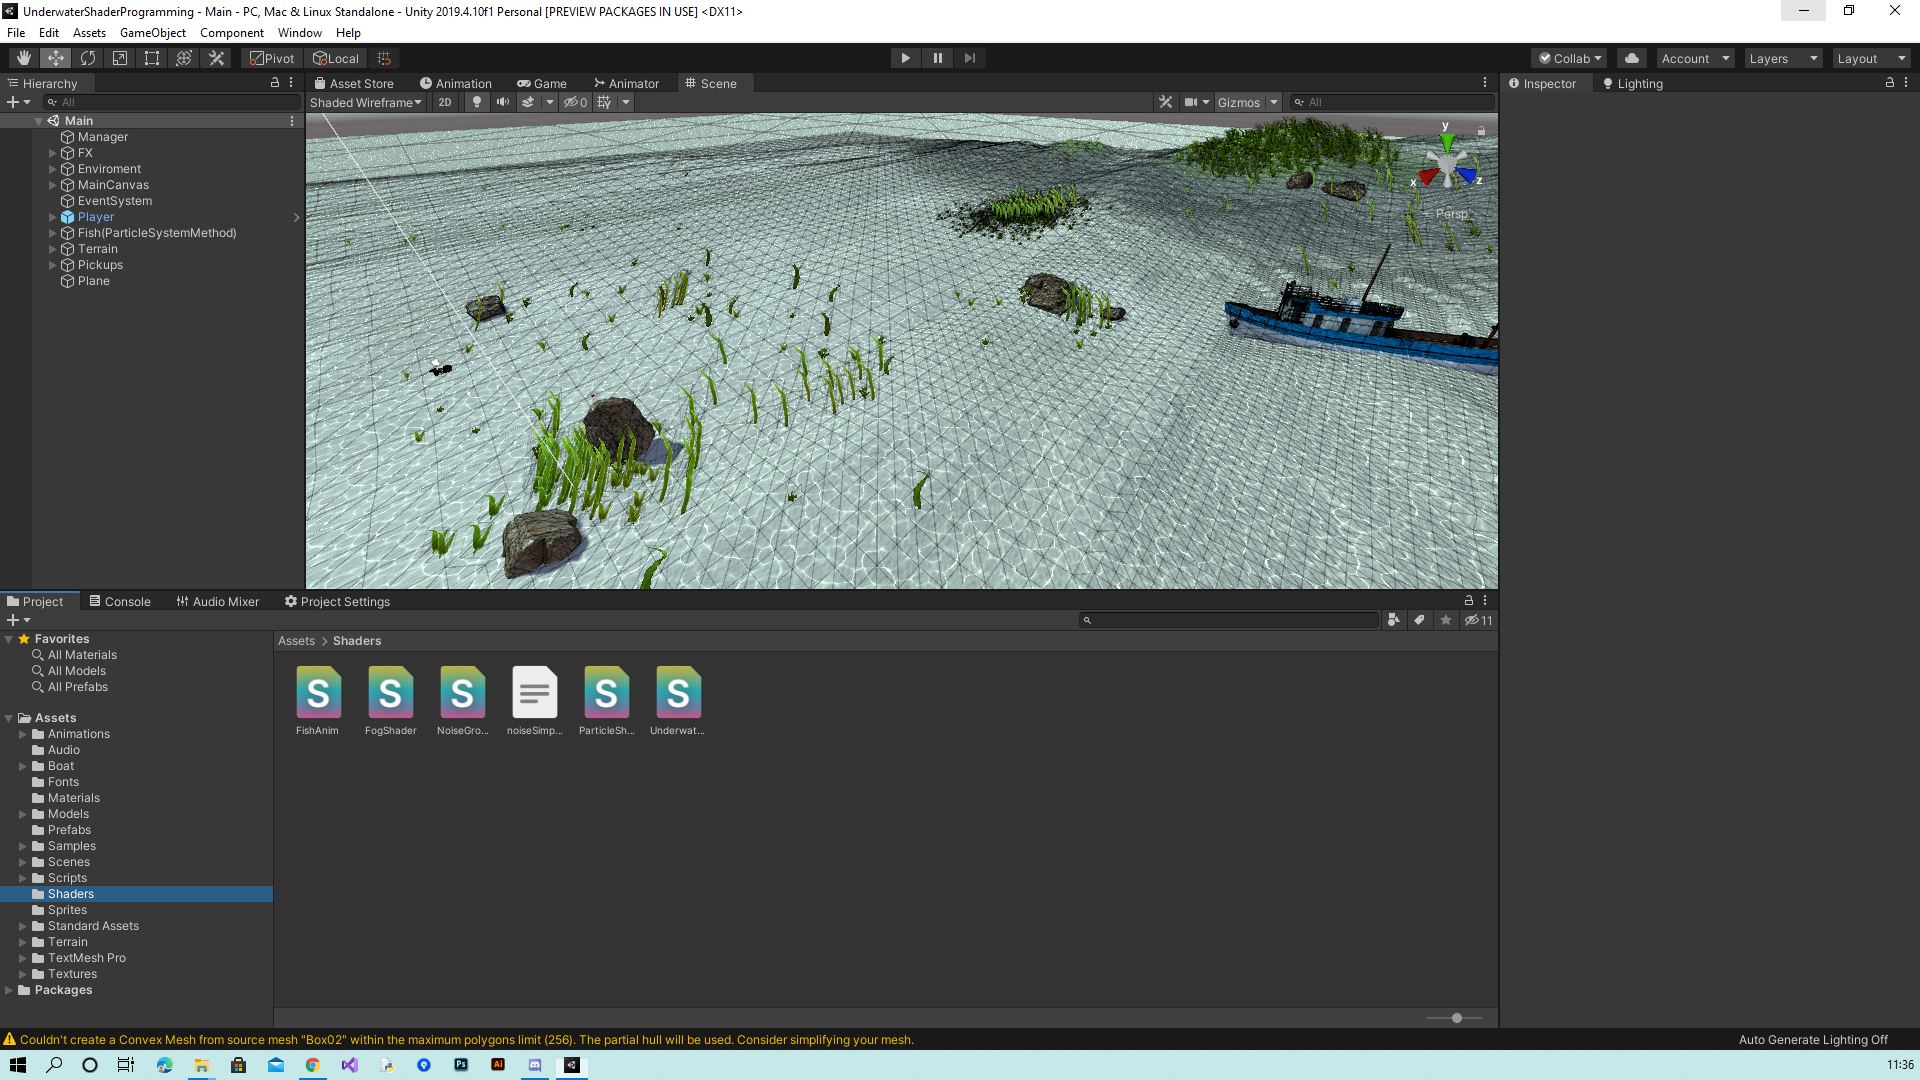 UnderwaterShaderProgramming - Main - PC, Mac & Linux Standalone - Unity 2019.4.10f1 Personal [PREVIEW PACKAGES IN USE] <DX11>
File Edit Assets GameObject Component Window Help
Pivot Local Collab Account Layers Layout
Hierarchy
All
Main
Manager
FX
Enviroment
MainCanvas
EventSystem
Player
Fish(ParticleSystemMethod)
Terrain
Pickups
Plane
Asset Store Animation Game Animator Scene
Shaded Wireframe 2D 0 Gizmos All
y
x
z
Persp
Inspector Lighting
Project Console Audio Mixer Project Settings
11
Favorites
All Materials
All Models
All Prefabs
Assets
Animations
Audio
Boat
Fonts
Materials
Models
Prefabs
Samples
Scenes
Scripts
Shaders
Sprites
Standard Assets
Terrain
TextMesh Pro
Textures
Packages
Assets > Shaders
S S S S S
FishAnim FogShader NoiseGro... noiseSimp... ParticleSh... Underwat...
Couldn't create a Convex Mesh from source mesh "Box02" within the maximum polygons limit (256). The partial hull will be used. Consider simplifying your mesh.
Auto Generate Lighting Off
Ps Ai
11:36